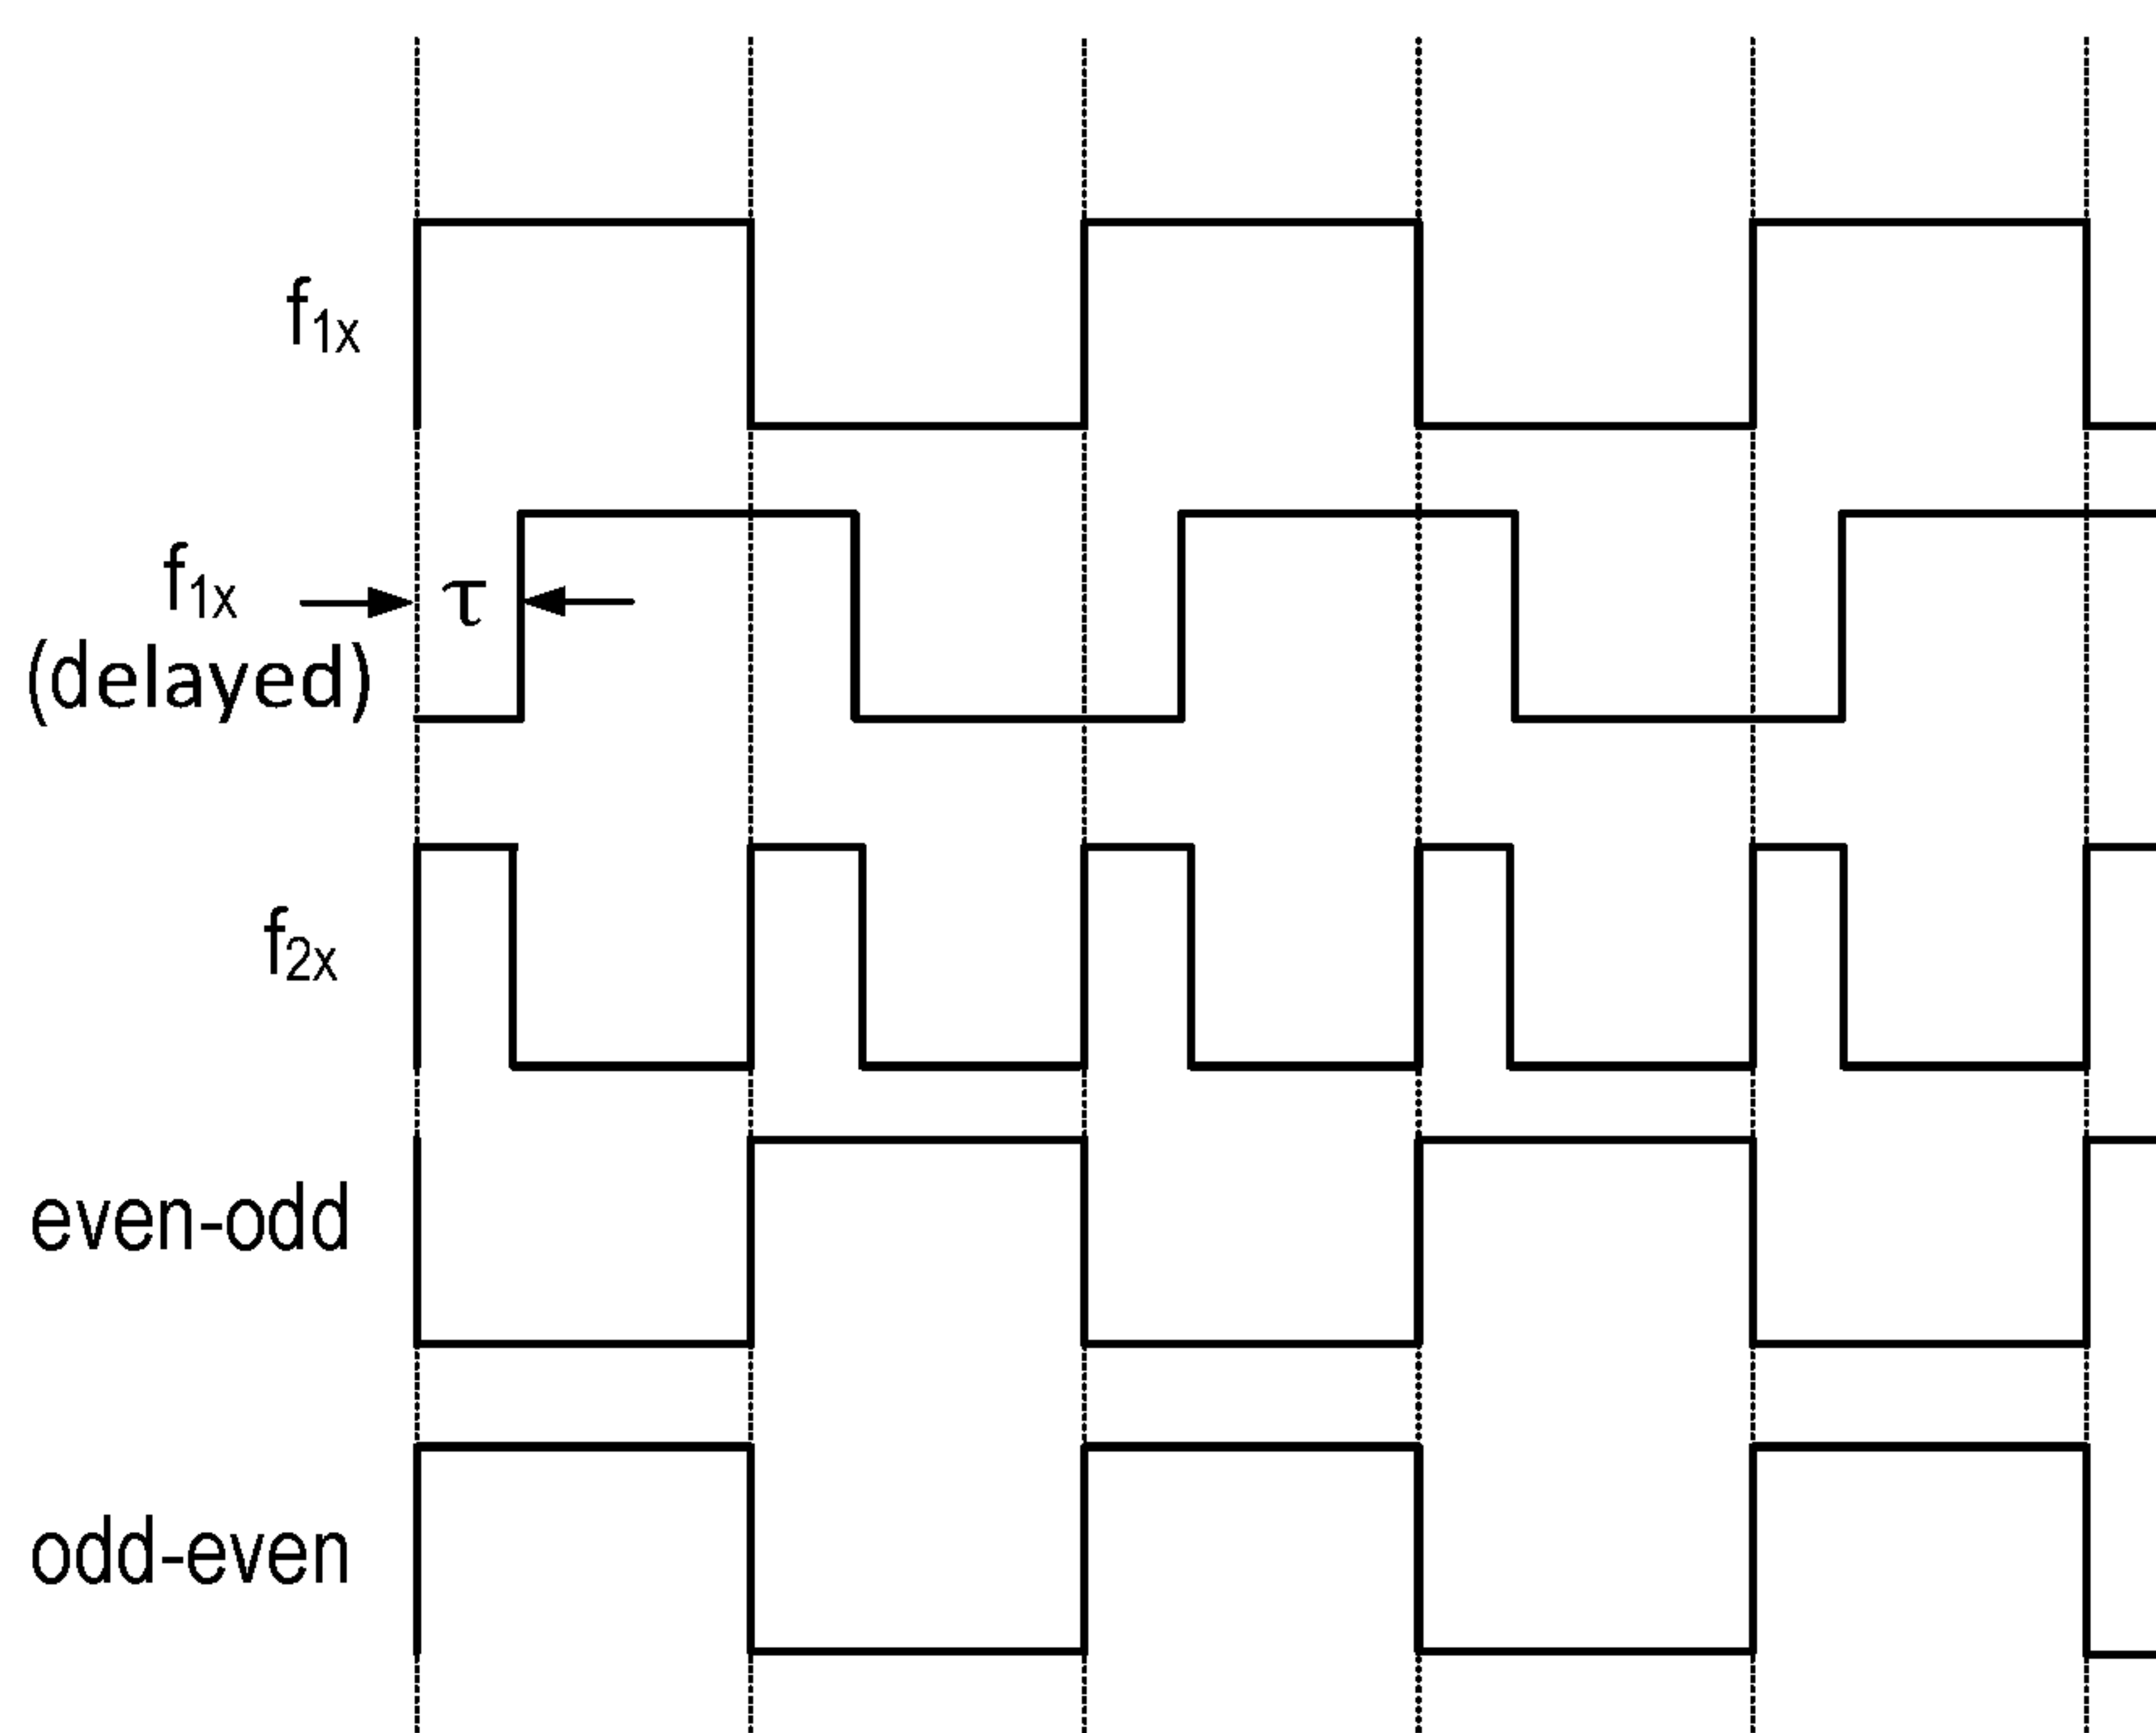 f1x
f1x
τ
(delayed)
f2x
even-odd
odd-even